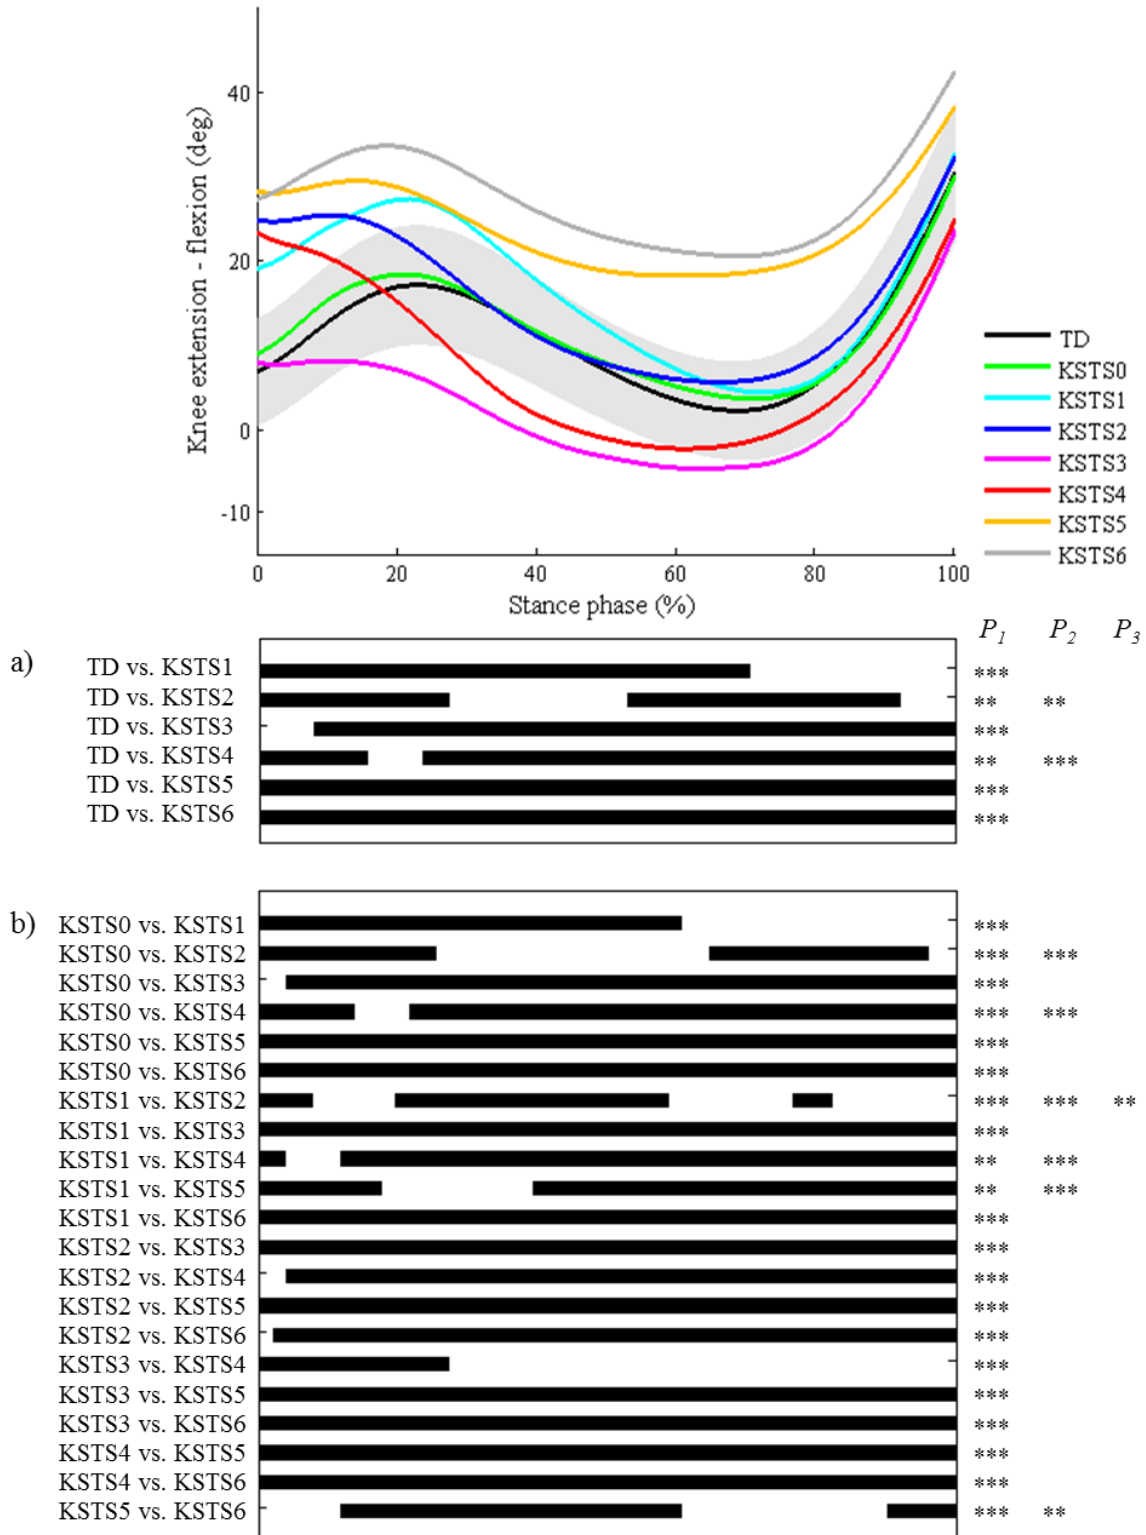 40
20
0
-10
Knee extension - flexion (deg)
0 20 40 60 80 100
Stance phase (%)
TD
KSTS0
KSTS1
KSTS2
KSTS3
KSTS4
KSTS5
KSTS6
P1 P2 P3
a)
TD vs. KSTS1 ***
TD vs. KSTS2 ** **
TD vs. KSTS3 ***
TD vs. KSTS4 ** ***
TD vs. KSTS5 ***
TD vs. KSTS6 ***
b)
KSTS0 vs. KSTS1 ***
KSTS0 vs. KSTS2 *** ***
KSTS0 vs. KSTS3 ***
KSTS0 vs. KSTS4 *** ***
KSTS0 vs. KSTS5 ***
KSTS0 vs. KSTS6 ***
KSTS1 vs. KSTS2 *** *** **
KSTS1 vs. KSTS3 ***
KSTS1 vs. KSTS4 ** ***
KSTS1 vs. KSTS5 ** ***
KSTS1 vs. KSTS6 ***
KSTS2 vs. KSTS3 ***
KSTS2 vs. KSTS4 ***
KSTS2 vs. KSTS5 ***
KSTS2 vs. KSTS6 ***
KSTS3 vs. KSTS4 ***
KSTS3 vs. KSTS5 ***
KSTS3 vs. KSTS6 ***
KSTS4 vs. KSTS5 ***
KSTS4 vs. KSTS6 ***
KSTS5 vs. KSTS6 *** **